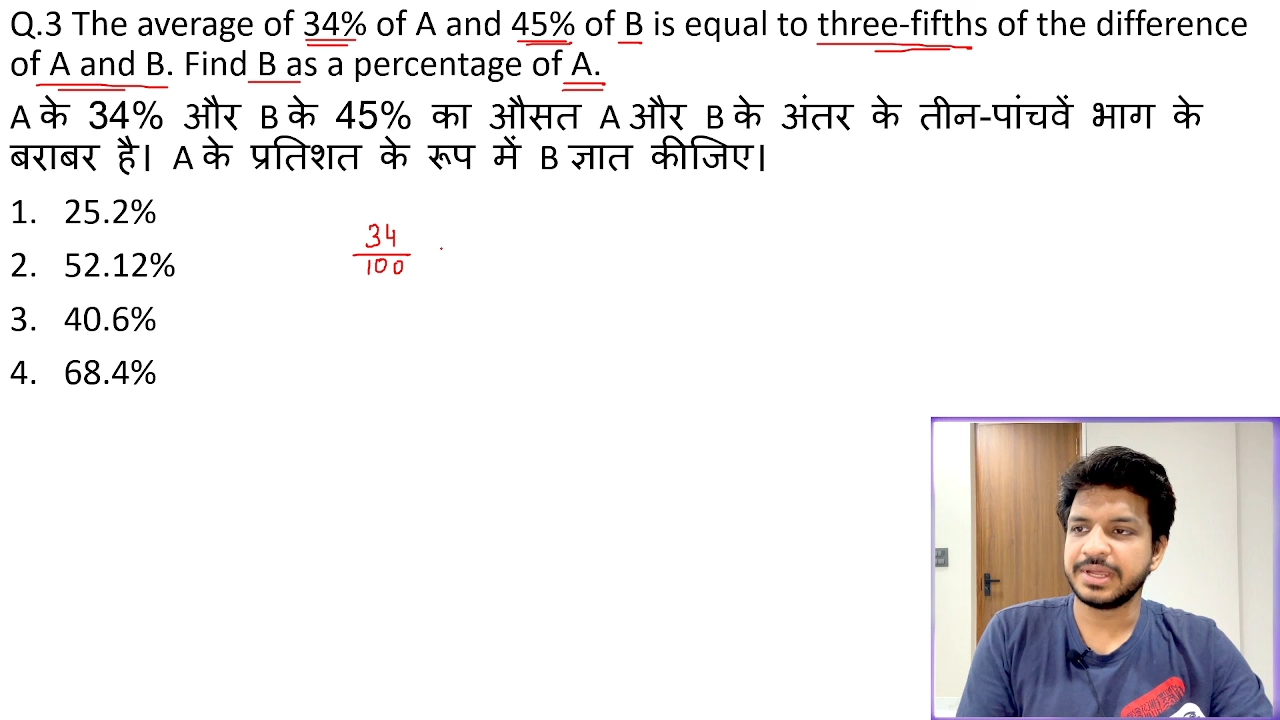 Q.3 The average of 34% of A and 45% of B is equal to three-fifths of the difference
of A and B. Find B as a percentage of A.
A के 34% और B के 45% का औसत A और B के अंतर के तीन-पांचवें भाग के
बराबर है। A के प्रतिशत के रूप में B ज्ञात कीजिए।
1. 25.2%
2. 52.12%
3. 40.6%
4. 68.4%
34
100